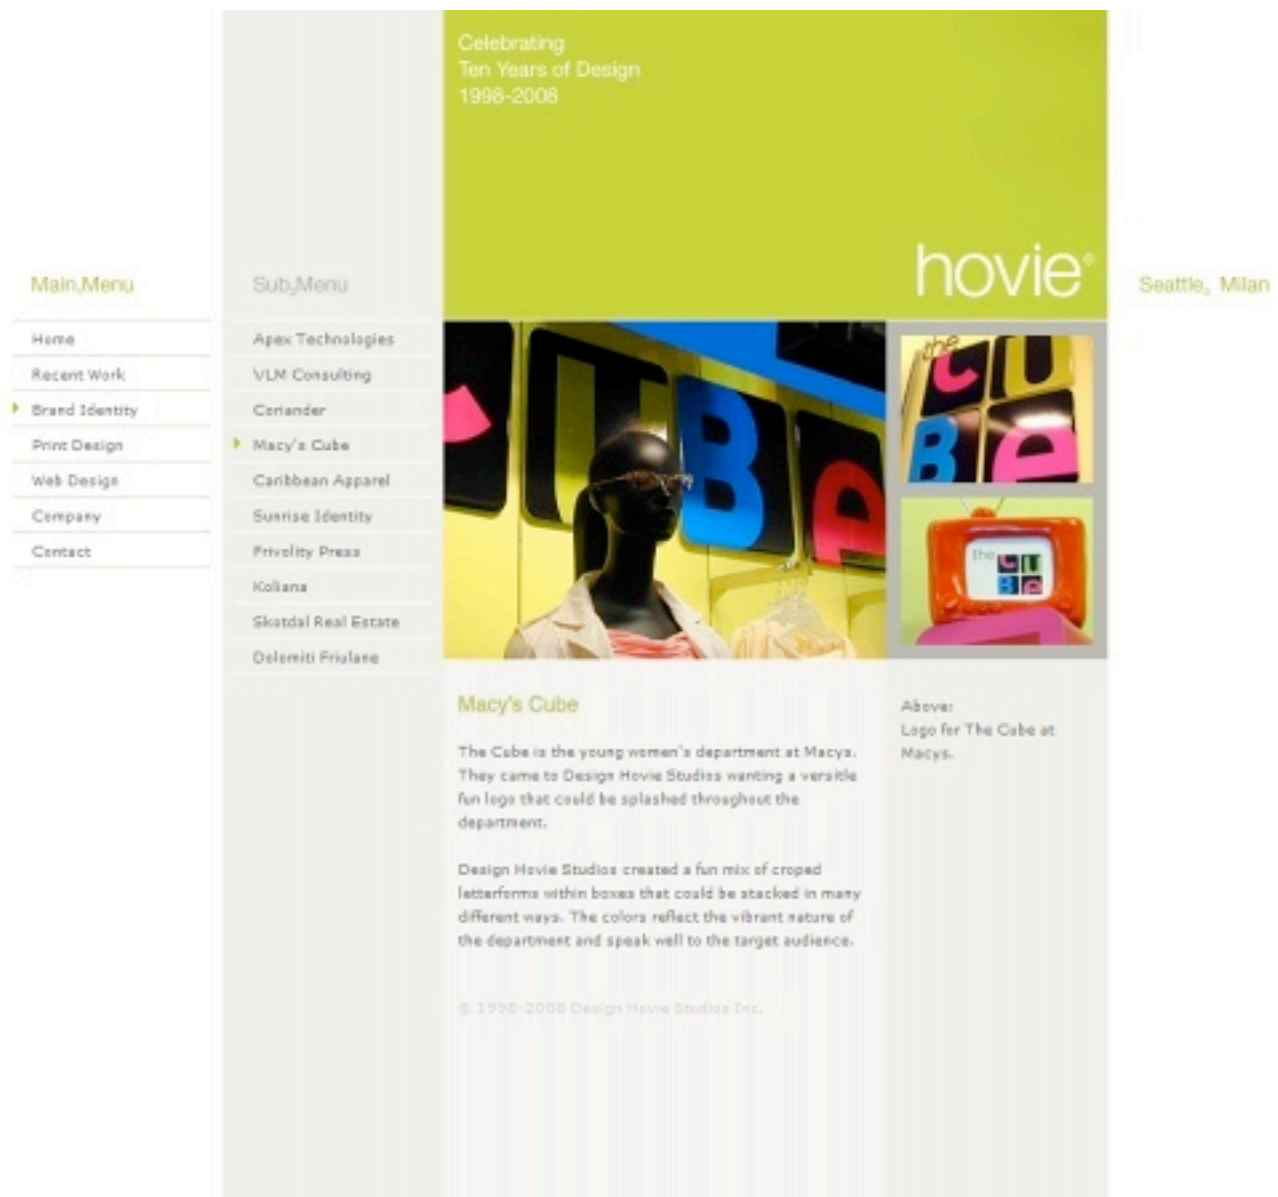 Celebrating
Ten Years of Design
1998-2008
hovie®
Seattle, Milan
Main Menu
Home
Recent Work
Brand Identity
Print Design
Web Design
Company
Contact
Sub Menu
Apex Technologies
VLM Consulting
Coriander
Macy's Cube
Caribbean Apparel
Sunrise Identity
Frivolity Press
Koliana
Skotdal Real Estate
Dolomiti Friulane
C U B e
the
C U
B e
the C U
B e
Macy's Cube
The Cube is the young women's department at Macys.
They came to Design Hovie Studios wanting a versitle
fun logo that could be splashed throughout the
department.
Design Hovie Studios created a fun mix of croped
letterforms within boxes that could be stacked in many
different ways. The colors reflect the vibrant nature of
the department and speak well to the target audience.
© 1998-2008 Design Hovie Studios Inc.
Above:
Logo for The Cube at
Macys.